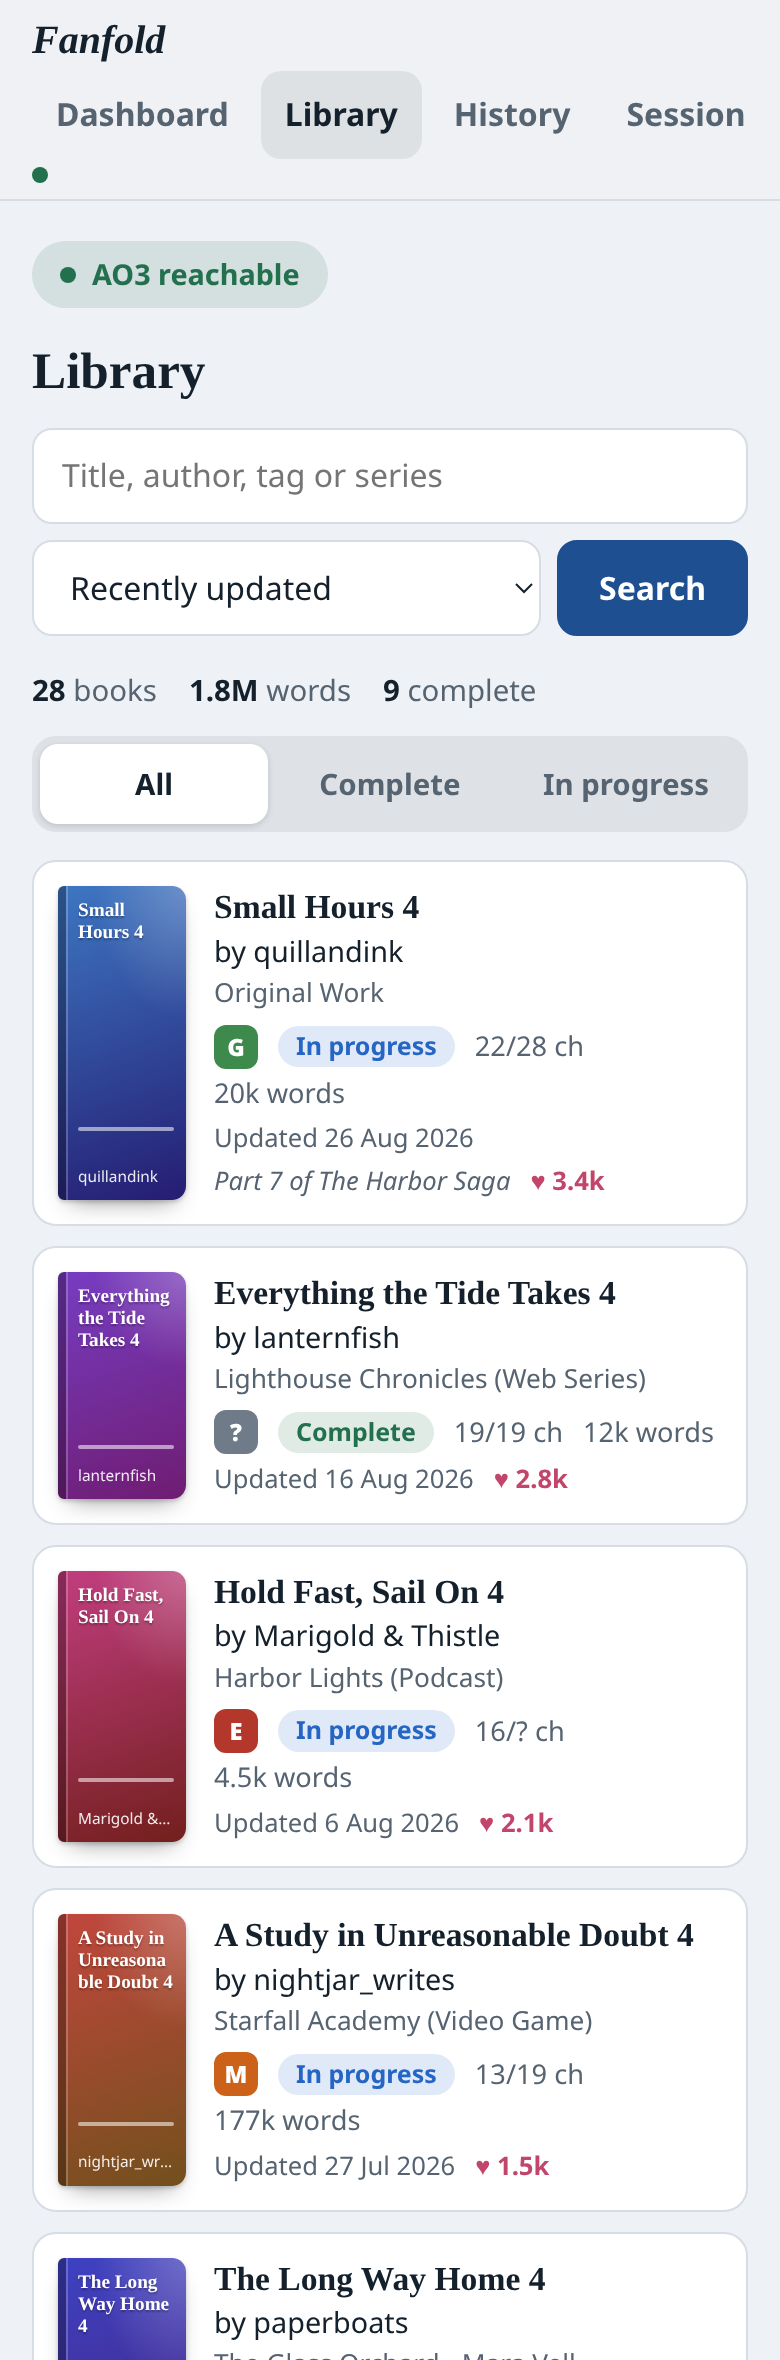 Fanfold
Dashboard Library History Session
AO3 reachable
Library
Title, author, tag or series
Recently updated Search
28 books 1.8M words 9 complete
All Complete In progress
Small
Hours 4
quillandink
Small Hours 4
by quillandink
Original Work
G In progress 22/28 ch
20k words
Updated 26 Aug 2026
Part 7 of The Harbor Saga ♥ 3.4k
Everything
the Tide
Takes 4
lanternfish
Everything the Tide Takes 4
by lanternfish
Lighthouse Chronicles (Web Series)
? Complete 19/19 ch 12k words
Updated 16 Aug 2026 ♥ 2.8k
Hold Fast,
Sail On 4
Marigold &...
Hold Fast, Sail On 4
by Marigold & Thistle
Harbor Lights (Podcast)
E In progress 16/? ch
4.5k words
Updated 6 Aug 2026 ♥ 2.1k
A Study in
Unreasona
ble Doubt 4
nightjar_wr...
A Study in Unreasonable Doubt 4
by nightjar_writes
Starfall Academy (Video Game)
M In progress 13/19 ch
177k words
Updated 27 Jul 2026 ♥ 1.5k
The Long
Way Home
4
The Long Way Home 4
by paperboats